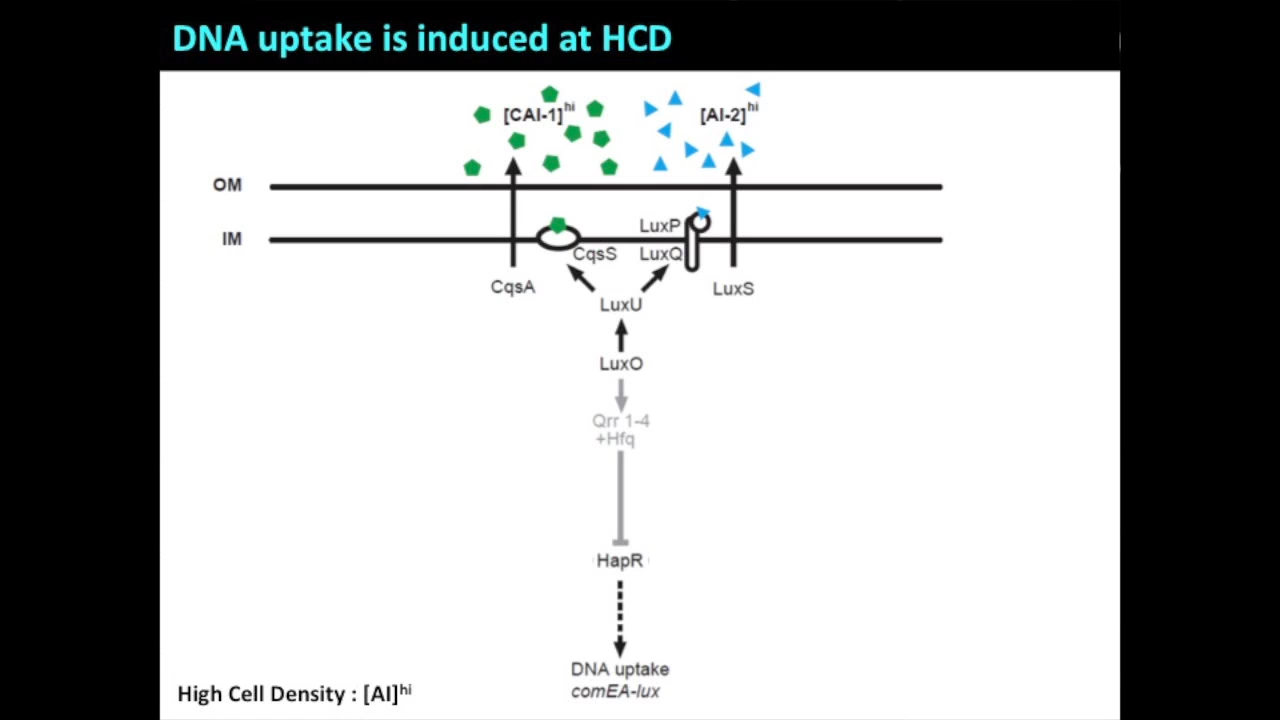 DNA uptake is induced at HCD
[CAI-1]hi
[AI-2]hi
OM
IM
LuxP
CqsS
LuxQ
CqsA
LuxS
LuxU
LuxO
Qrr 1-4
+Hfq
HapR
DNA uptake
comEA-lux
High Cell Density : [AI]hi